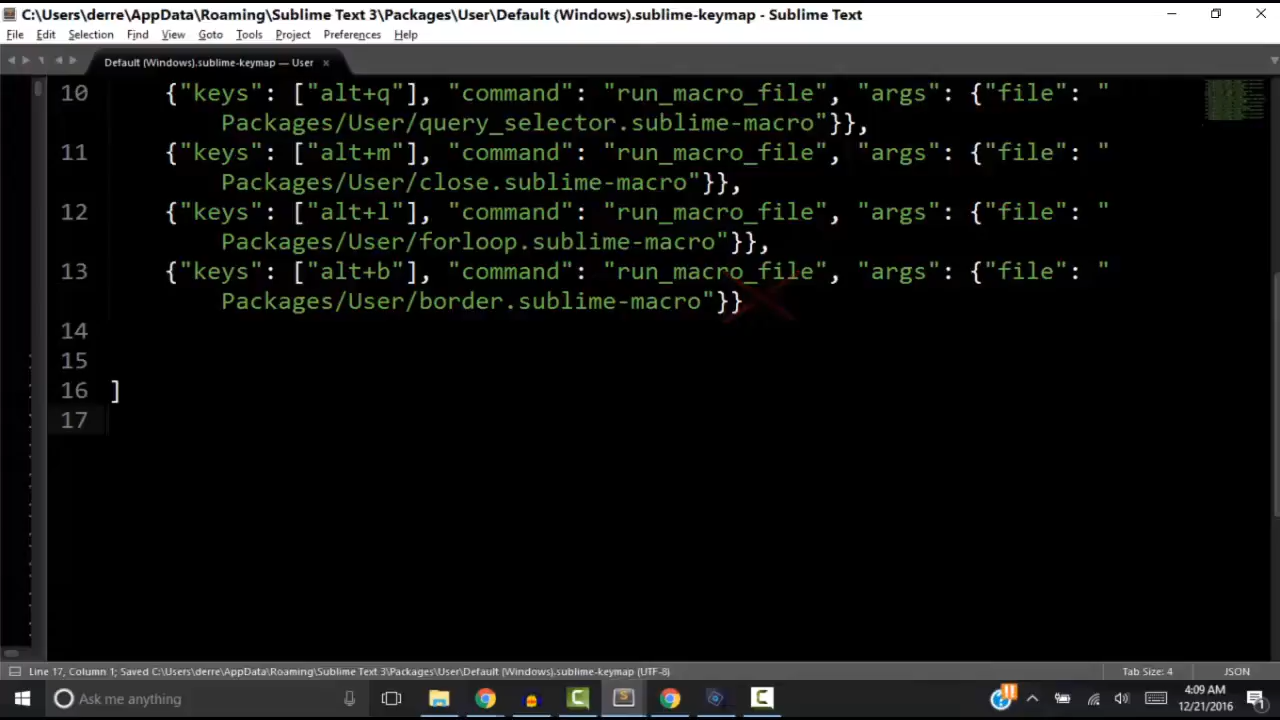 C:\Users\derre\AppData\Roaming\Sublime Text 3\Packages\User\Default (Windows).sublime-keymap - Sublime Text
File Edit Selection Find View Goto Tools Project Preferences Help
Default (Windows).sublime-keymap — User ×
10 {"keys": ["alt+q"], "command": "run_macro_file", "args": {"file": "
Packages/User/query_selector.sublime-macro"}},
11 {"keys": ["alt+m"], "command": "run_macro_file", "args": {"file": "
Packages/User/close.sublime-macro"}},
12 {"keys": ["alt+l"], "command": "run_macro_file", "args": {"file": "
Packages/User/forloop.sublime-macro"}},
13 {"keys": ["alt+b"], "command": "run_macro_file", "args": {"file": "
Packages/User/border.sublime-macro"}}
14
15
16 ]
17
Line 17, Column 1; Saved C:\Users\derre\AppData\Roaming\Sublime Text 3\Packages\User\Default (Windows).sublime-keymap (UTF-8) Tab Size: 4 JSON
Ask me anything 4:09 AM
12/21/2016